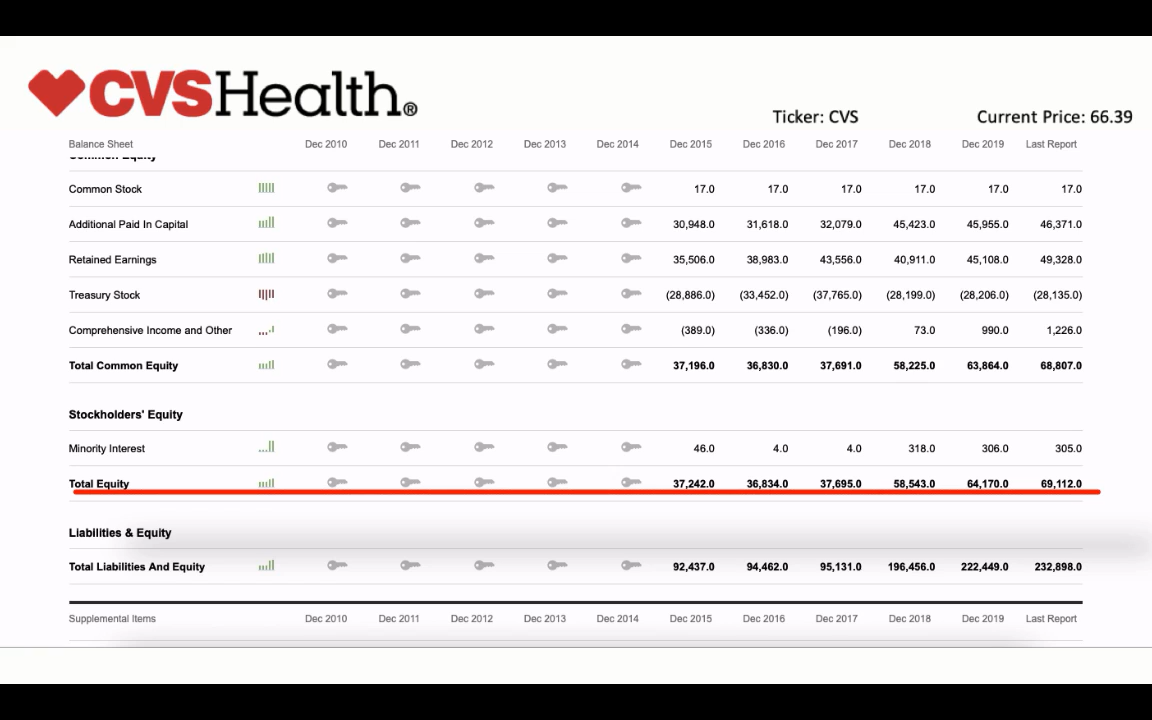 CVSHealth®
Ticker: CVS Current Price: 66.39
Balance Sheet Dec 2010 Dec 2011 Dec 2012 Dec 2013 Dec 2014 Dec 2015 Dec 2016 Dec 2017 Dec 2018 Dec 2019 Last Report
Common Equity
Common Stock 17.0 17.0 17.0 17.0 17.0 17.0
Additional Paid In Capital 30,948.0 31,618.0 32,079.0 45,423.0 45,955.0 46,371.0
Retained Earnings 35,506.0 38,983.0 43,556.0 40,911.0 45,108.0 49,328.0
Treasury Stock (28,886.0) (33,452.0) (37,765.0) (28,199.0) (28,206.0) (28,135.0)
Comprehensive Income and Other (389.0) (336.0) (196.0) 73.0 990.0 1,226.0
Total Common Equity 37,196.0 36,830.0 37,691.0 58,225.0 63,864.0 68,807.0
Stockholders' Equity
Minority Interest 46.0 4.0 4.0 318.0 306.0 305.0
Total Equity 37,242.0 36,834.0 37,695.0 58,543.0 64,170.0 69,112.0
Liabilities & Equity
Total Liabilities And Equity 92,437.0 94,462.0 95,131.0 196,456.0 222,449.0 232,898.0
Supplemental Items Dec 2010 Dec 2011 Dec 2012 Dec 2013 Dec 2014 Dec 2015 Dec 2016 Dec 2017 Dec 2018 Dec 2019 Last Report